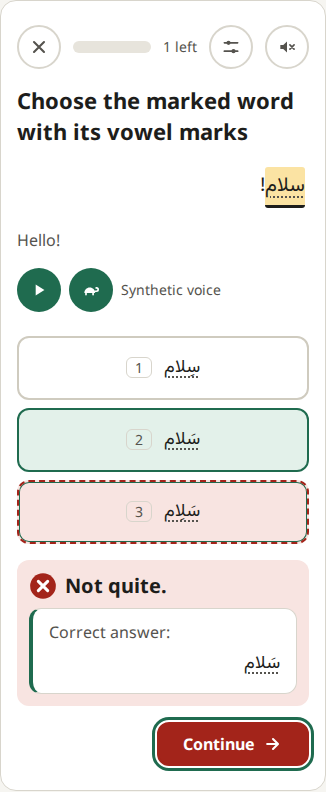 1 left
Choose the marked word
with its vowel marks
سلام!
Hello!
Synthetic voice
1 سِلام
2 سَلام
3 سَلِام
Not quite.
Correct answer:
سَلام
Continue